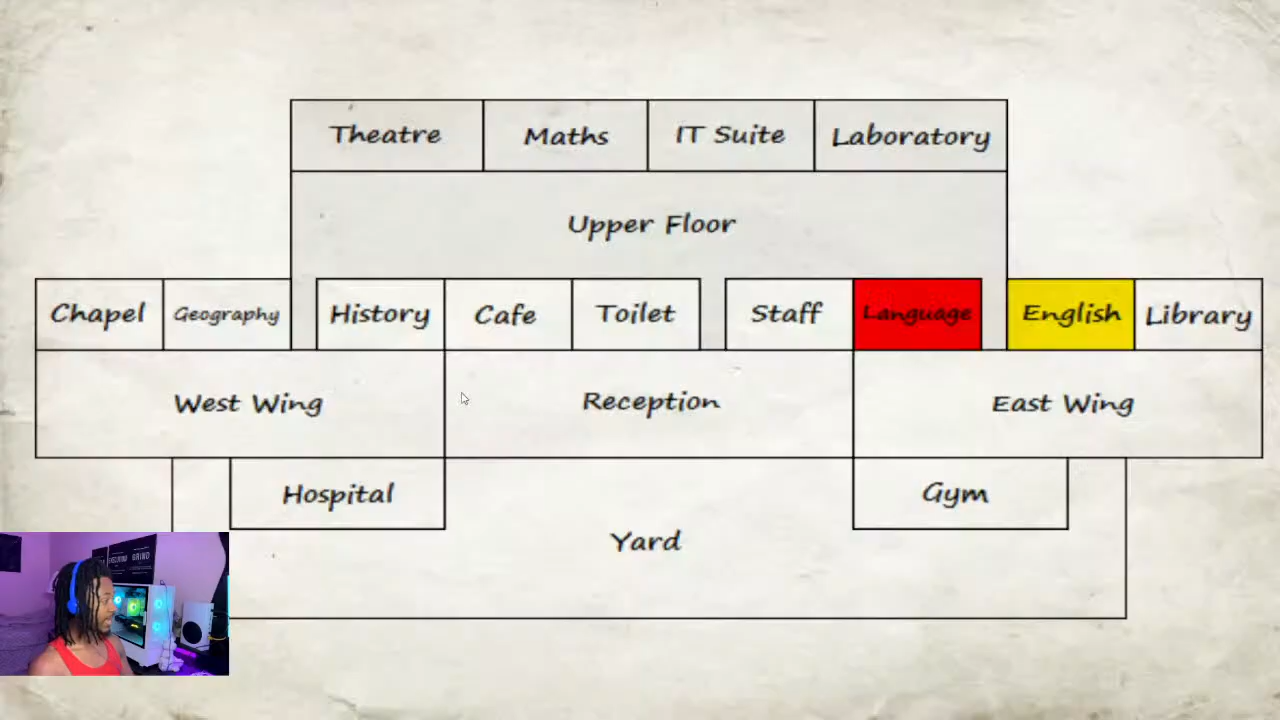 Theatre
Maths
IT Suite
Laboratory
Upper Floor
Chapel
Geography
History
Cafe
Toilet
Staff
Language
English
Library
West Wing
Reception
East Wing
Hospital
Gym
Yard